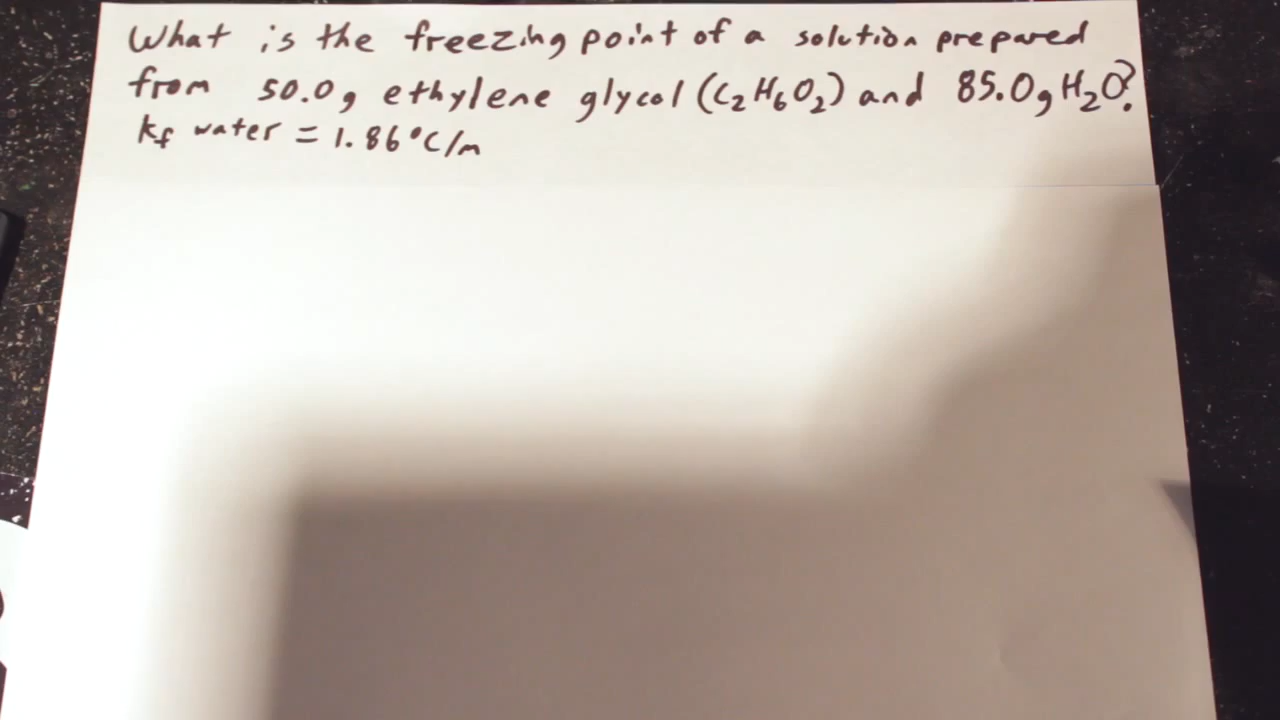 What is the freezing point of a solution prepared
from 50.0g ethylene glycol (C₂H₆O₂) and 85.0g H₂O?
kf water = 1.86°C/m